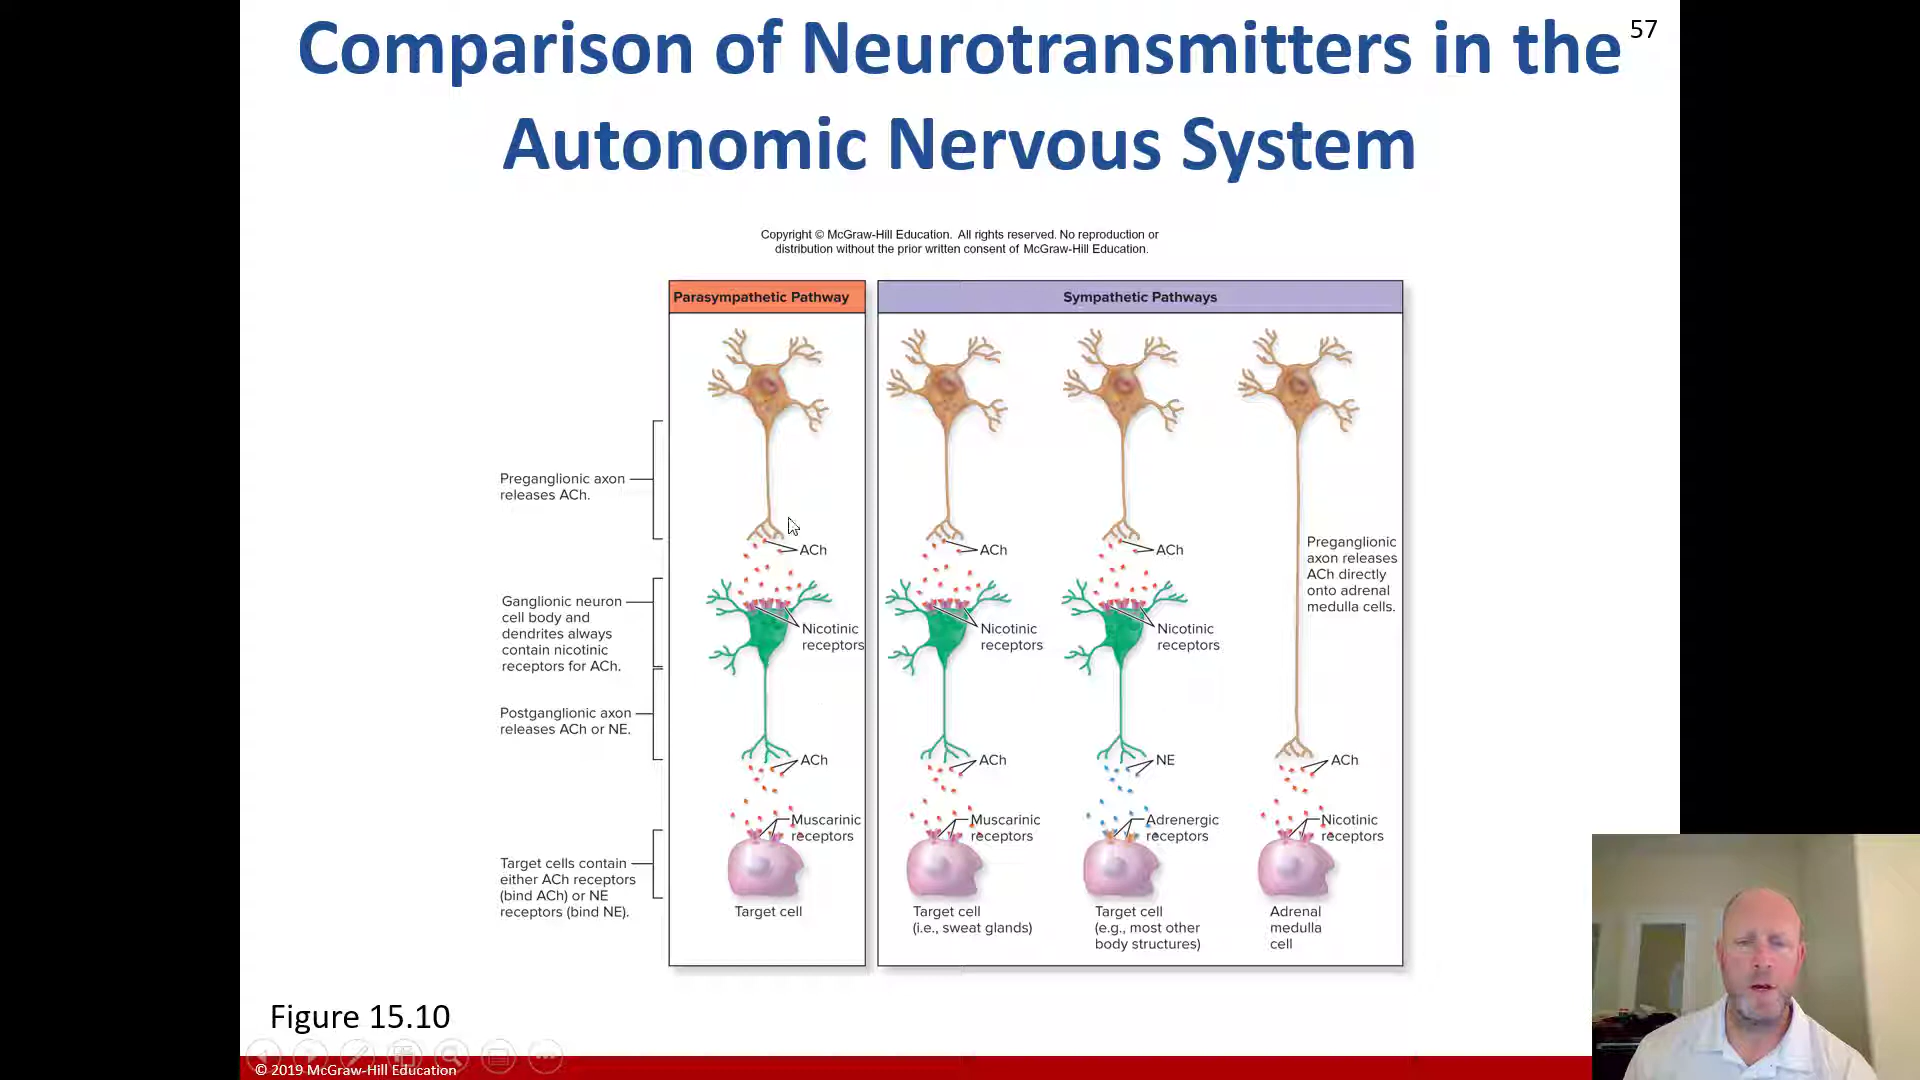 Comparison of Neurotransmitters in the
57
Autonomic Nervous System
Copyright © McGraw-Hill Education. All rights reserved. No reproduction or
distribution without the prior written consent of McGraw-Hill Education.
Parasympathetic Pathway
Sympathetic Pathways
Preganglionic axon
releases ACh.
ACh
ACh
ACh
Preganglionic
axon releases
ACh directly
onto adrenal
medulla cells.
Ganglionic neuron
cell body and
dendrites always
contain nicotinic
receptors for ACh.
Nicotinic
receptors
Nicotinic
receptors
Nicotinic
receptors
Postganglionic axon
releases ACh or NE.
ACh
ACh
NE
ACh
Muscarinic
receptors
Muscarinic
receptors
Adrenergic
receptors
Nicotinic
receptors
Target cells contain
either ACh receptors
(bind ACh) or NE
receptors (bind NE).
Target cell
Target cell
(i.e., sweat glands)
Target cell
(e.g., most other
body structures)
Adrenal
medulla
cell
Figure 15.10
© 2019 McGraw-Hill Education